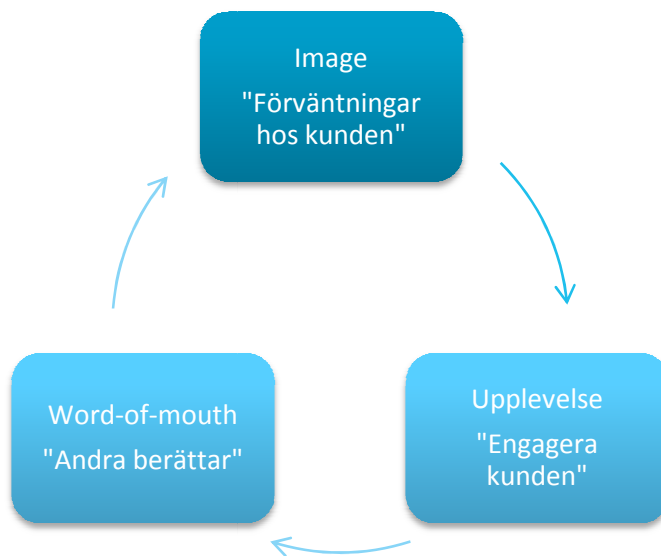 Image
"Förväntningar
hos kunden"
Upplevelse
"Engagera
kunden"
Word-of-mouth
"Andra berättar"